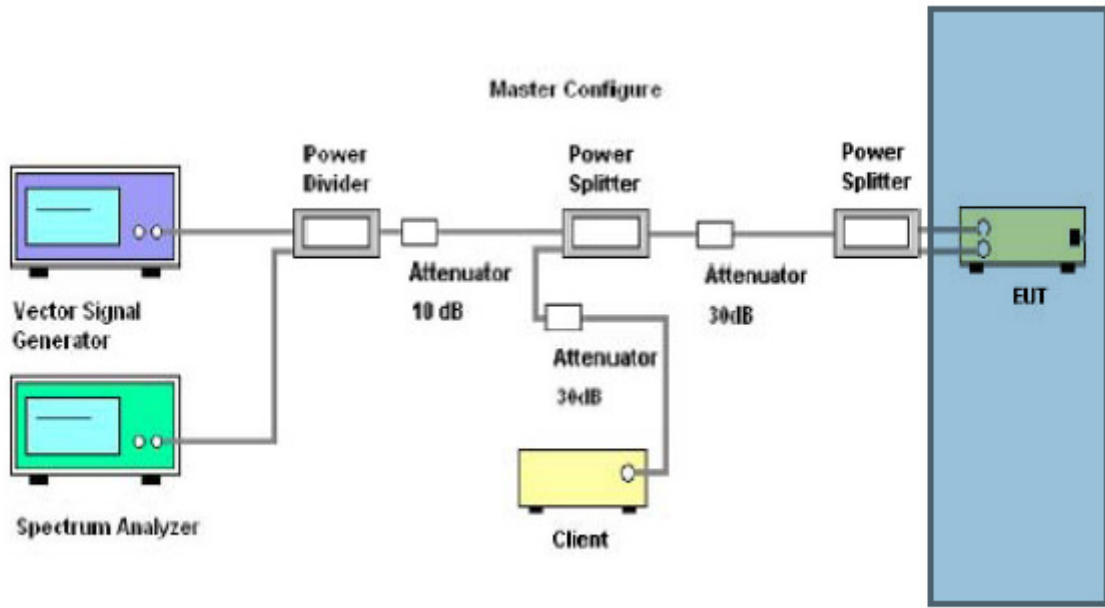 Master Configure
Power
Divider
Power
Splitter
Power
Splitter
Attenuator
10 dB
Attenuator
30dB
Attenuator
30dB
Vector Signal
Generator
Spectrum Analyzer
Client
EUT